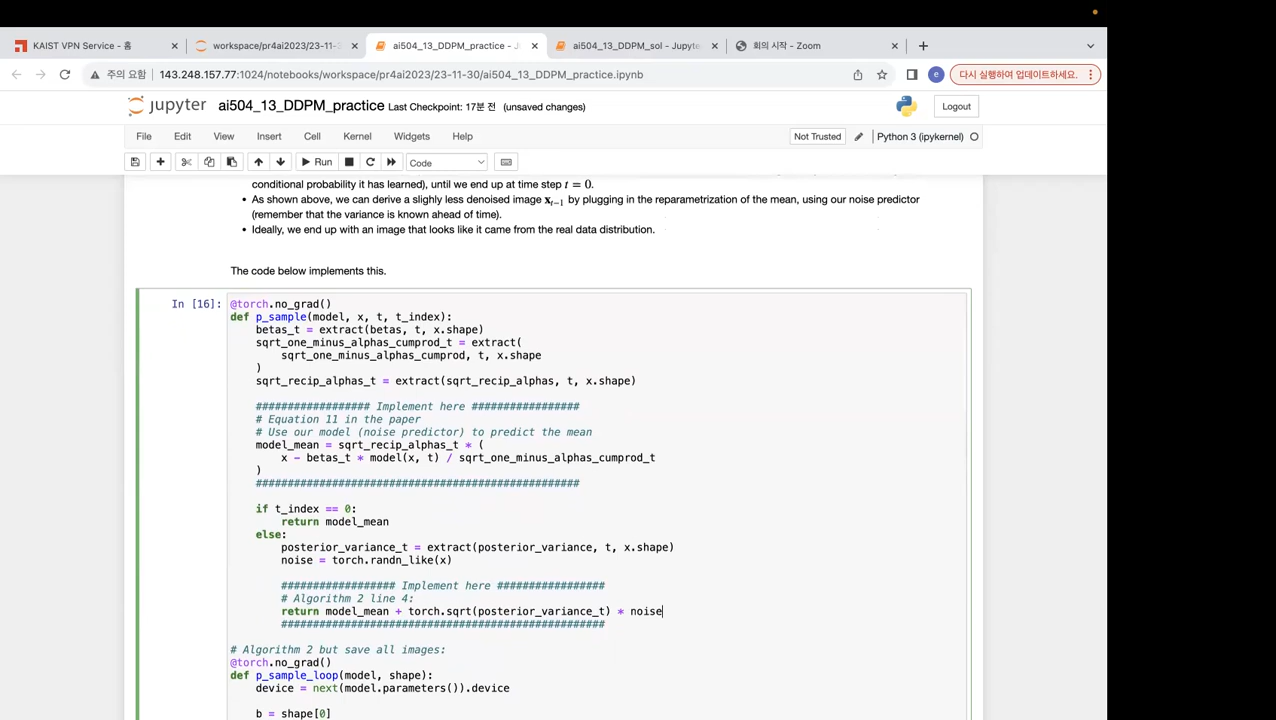 KAIST VPN Service - 홈
workspace/pr4ai2023/23-11-2
ai504_13_DDPM_practice - J
ai504_13_DDPM_sol - Jupyte
회의 시작 - Zoom
주의 요함
143.248.157.77:1024/notebooks/workspace/pr4ai2023/23-11-30/ai504_13_DDPM_practice.ipynb
e
다시 실행하여 업데이트하세요.
jupyter ai504_13_DDPM_practice Last Checkpoint: 17분 전 (unsaved changes)
Logout
File Edit View Insert Cell Kernel Widgets Help
Not Trusted
Python 3 (ipykernel)
Run
Code
conditional probability it has learned), until we end up at time step t = 0.
• As shown above, we can derive a slighly less denoised image x_{t−1} by plugging in the reparametrization of the mean, using our noise predictor
(remember that the variance is known ahead of time).
• Ideally, we end up with an image that looks like it came from the real data distribution.
The code below implements this.
In [16]:
@torch.no_grad()
def p_sample(model, x, t, t_index):
    betas_t = extract(betas, t, x.shape)
    sqrt_one_minus_alphas_cumprod_t = extract(
        sqrt_one_minus_alphas_cumprod, t, x.shape
    )
    sqrt_recip_alphas_t = extract(sqrt_recip_alphas, t, x.shape)
    ################## Implement here #################
    # Equation 11 in the paper
    # Use our model (noise predictor) to predict the mean
    model_mean = sqrt_recip_alphas_t * (
        x - betas_t * model(x, t) / sqrt_one_minus_alphas_cumprod_t
    )
    ###################################################
    if t_index == 0:
        return model_mean
    else:
        posterior_variance_t = extract(posterior_variance, t, x.shape)
        noise = torch.randn_like(x)
        ################## Implement here #################
        # Algorithm 2 line 4:
        return model_mean + torch.sqrt(posterior_variance_t) * noise
        ###################################################
# Algorithm 2 but save all images:
@torch.no_grad()
def p_sample_loop(model, shape):
    device = next(model.parameters()).device
    b = shape[0]